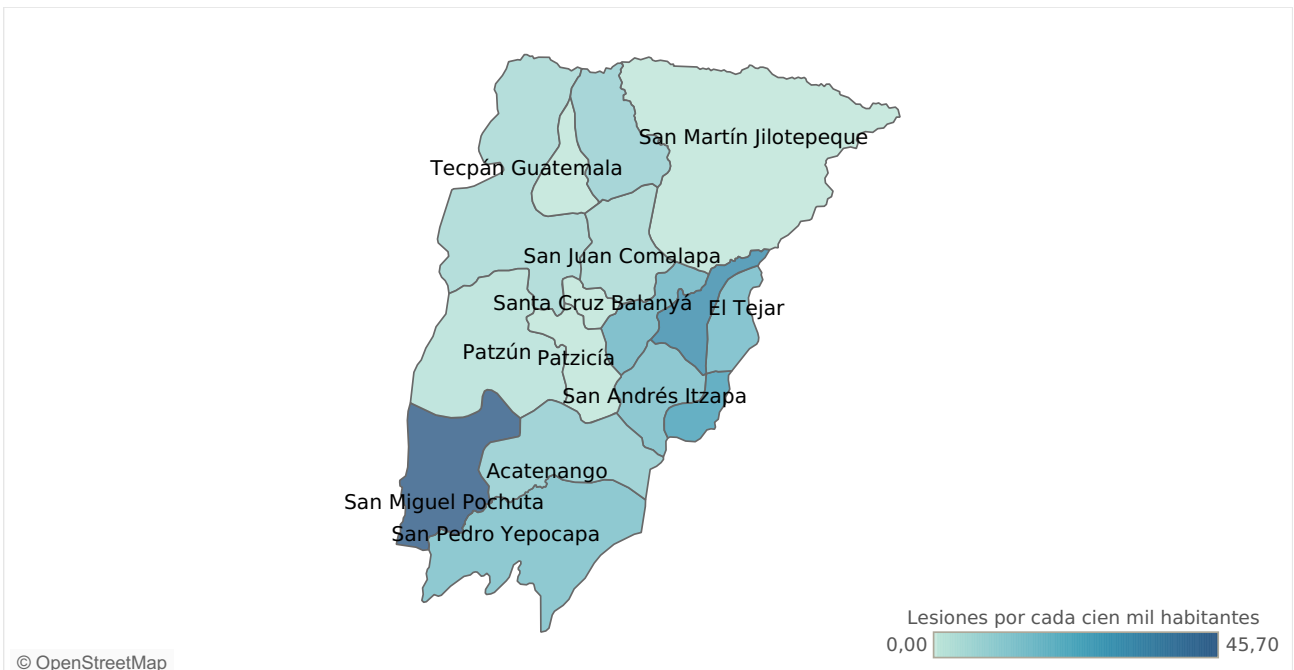 San Martín Jilotepeque
Tecpán Guatemala
San Juan Comalapa
Santa Cruz Balanyá
El Tejar
Patzún
Patzicía
San Andrés Itzapa
Acatenango
San Miguel Pochuta
San Pedro Yepocapa
Lesiones por cada cien mil habitantes
0,00
45,70
© OpenStreetMap